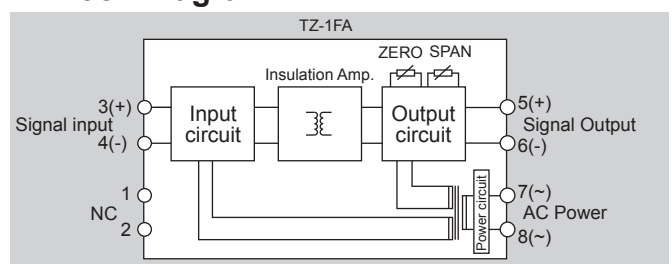 TZ-1FA
ZERO SPAN
Insulation Amp.
3(+)
Signal input
4(-)
Input
circuit
Output
circuit
5(+)
Signal Output
6(-)
1
NC
2
Power circuit
7(~)
AC Power
8(~)